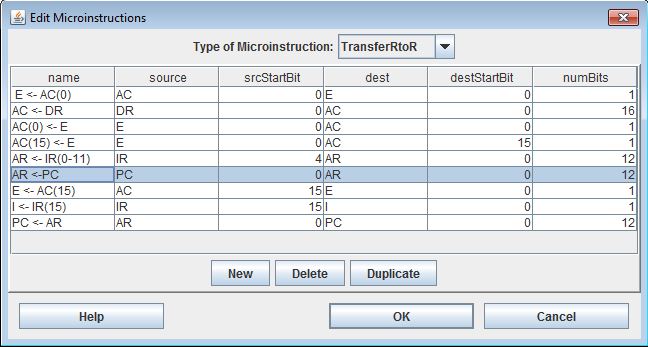 Edit Microinstructions
Type of Microinstruction: TransferRtoR
name source srcStartBit dest destStartBit numBits
E <- AC(0) AC 0 E 0 1
AC <- DR DR 0 AC 0 16
AC(0) <- E E 0 AC 0 1
AC(15) <- E E 0 AC 15 1
AR <- IR(0-11) IR 4 AR 0 12
AR <-PC PC 0 AR 0 12
E <- AC(15) AC 15 E 0 1
I <- IR(15) IR 15 I 0 1
PC <- AR AR 0 PC 0 12
New Delete Duplicate
Help OK Cancel